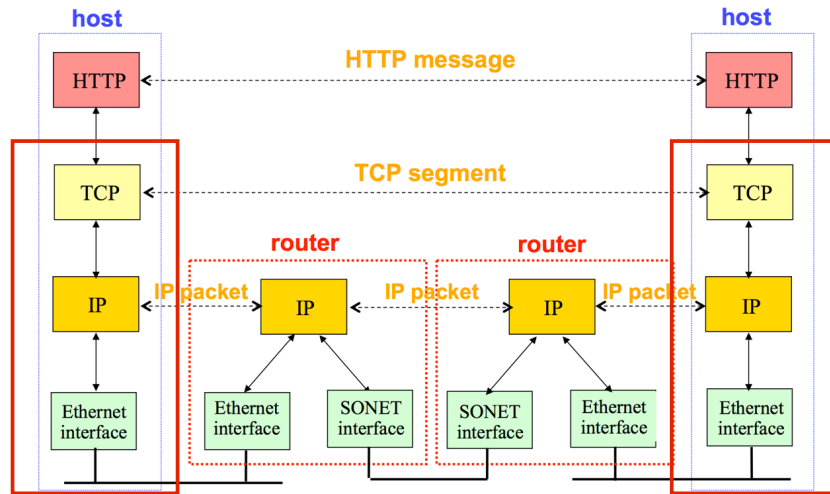 host
host
HTTP
HTTP message
HTTP
TCP
TCP segment
TCP
router
router
IP
IP packet
IP
IP packet
IP
IP packet
IP
Ethernet
interface
Ethernet
interface
SONET
interface
SONET
interface
Ethernet
interface
Ethernet
interface